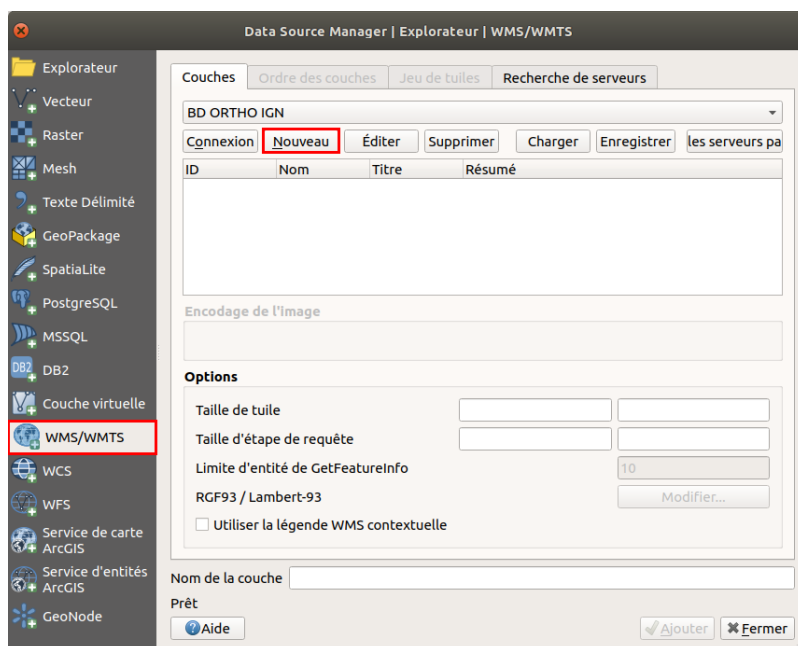 Data Source Manager | Explorateur | WMS/WMTS
Explorateur
Vecteur
Raster
Mesh
Texte Délimité
GeoPackage
SpatiaLite
PostgreSQL
MSSQL
DB2 DB2
Couche virtuelle
WMS/WMTS
WCS
WFS
Service de carte
ArcGIS
Service d'entités
ArcGIS
GeoNode
Couches Ordre des couches Jeu de tuiles Recherche de serveurs
BD ORTHO IGN
Connexion Nouveau Éditer Supprimer Charger Enregistrer les serveurs pa
ID Nom Titre Résumé
Encodage de l'image
Options
Taille de tuile
Taille d'étape de requête
Limite d'entité de GetFeatureInfo 10
RGF93 / Lambert-93 Modifier...
Utiliser la légende WMS contextuelle
Nom de la couche
Prêt
Aide Ajouter Fermer